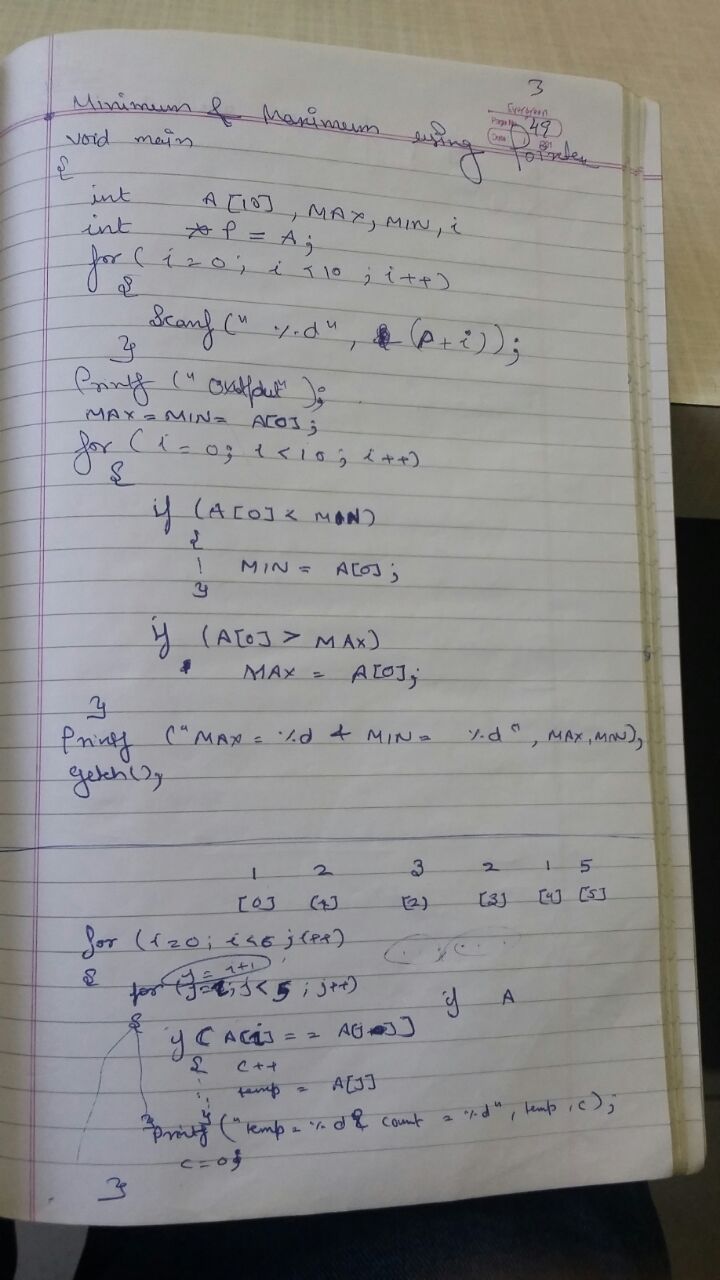 3
Evergreen
Page No. 49
Date
Minimum & Maximum using Pointer
void main
{
int A[10], MAX, MIN, i
int *P = A;
for ( i=0; i<10; i++)
{
Scanf (" %d", (P+i));
}
Printf (" output" );
MAX = MIN = A[0];
for ( i=0; i<10; i++)
{
if (A[0] < MIN)
{
MIN = A[0];
}
if (A[0] > MAX)
MAX = A[0];
}
Printf ("MAX = %d & MIN = %d", MAX, MIN);
getch();
1 2 3 2 1 5
[0] [1] [2] [3] [4] [5]
for (i=0; i<6; i++)
{
j = i+1
for (j=i; j<5; j++)
if A
{
if ( A[i] == A[j]]
{ c++
temp = A[j]
}
} Printf ("temp = %d & count = %d", temp, c);
c=0;
}